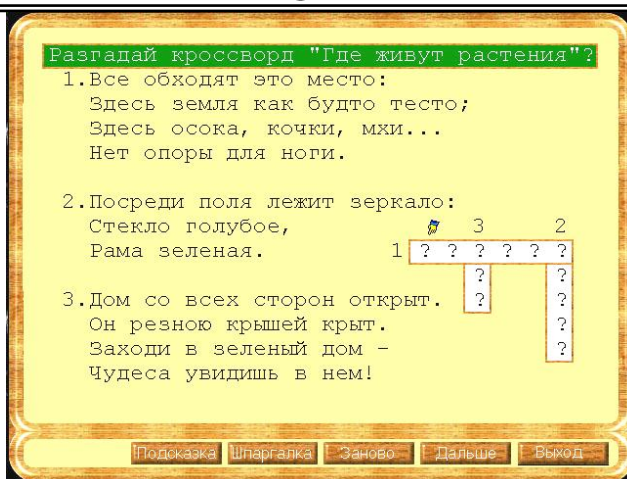 Разгадай кроссворд "Где живут растения"?
1.Все обходят это место:
Здесь земля как будто тесто;
Здесь осока, кочки, мхи...
Нет опоры для ноги.
2.Посреди поля лежит зеркало:
Стекло голубое,
Рама зеленая.
3 2
1 ? ? ? ? ? ?
? ?
? ?
?
?
3.Дом со всех сторон открыт.
Он резною крышей крыт.
Заходи в зеленый дом –
Чудеса увидишь в нем!
Подсказка Шпаргалка Заново Дальше Выход